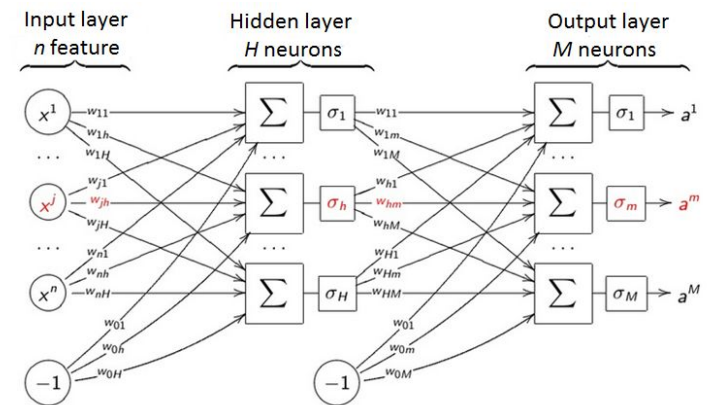 Input layer
n feature
Hidden layer
H neurons
Output layer
M neurons
x¹ w₁₁ Σ σ₁ w₁₁ Σ σ₁ a¹
w₁ₕ w₁ₘ
w₁H w₁M
... ... ...
wⱼ₁ wₕ₁
xʲ wⱼₕ Σ σₕ wₕₘ Σ σₘ aᵐ
wⱼH wₕM
... ... ...
wₙ₁ wH₁
wₙₕ wHₘ
xⁿ wₙH Σ σH wHM Σ σM aᴹ
w₀₁ w₀₁
w₀ₕ w₀ₘ
−1 w₀H −1 w₀M